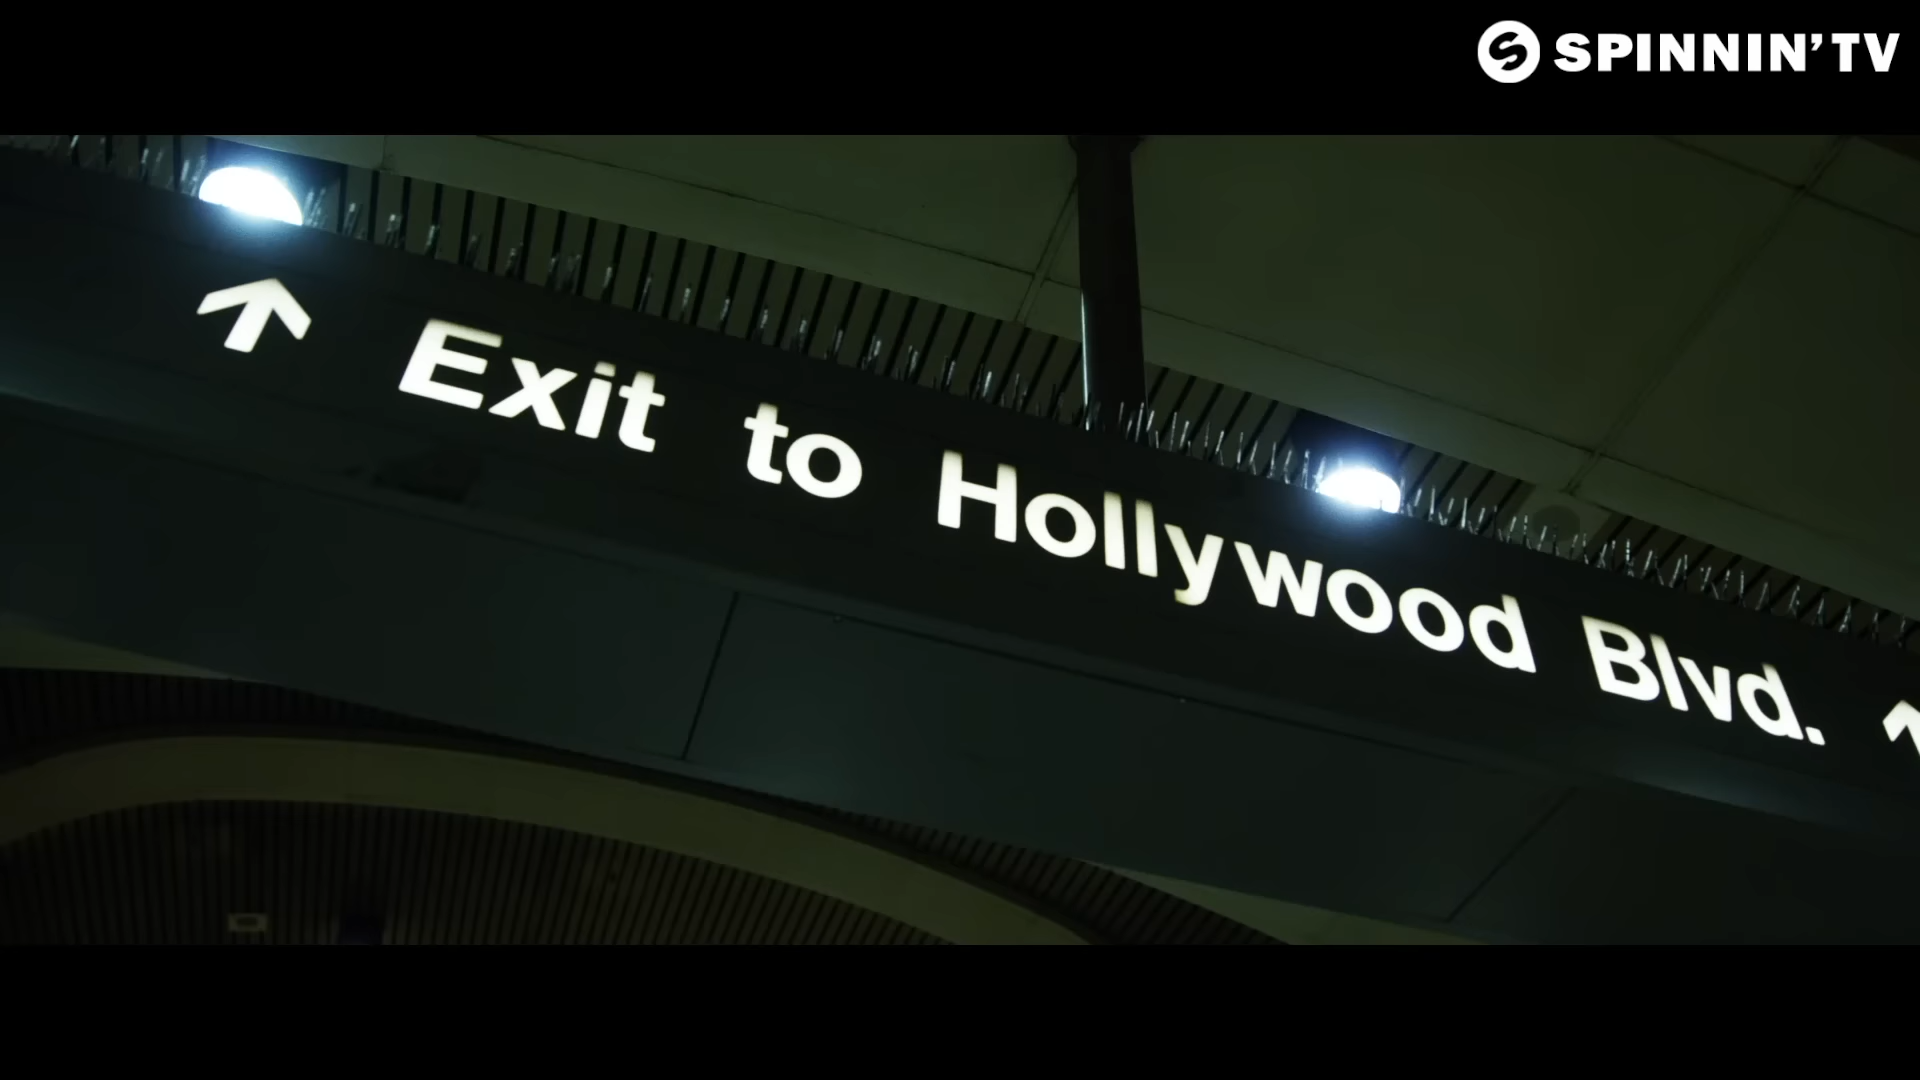 SPINNIN' TV
↑ Exit to Hollywood Blvd. ↑